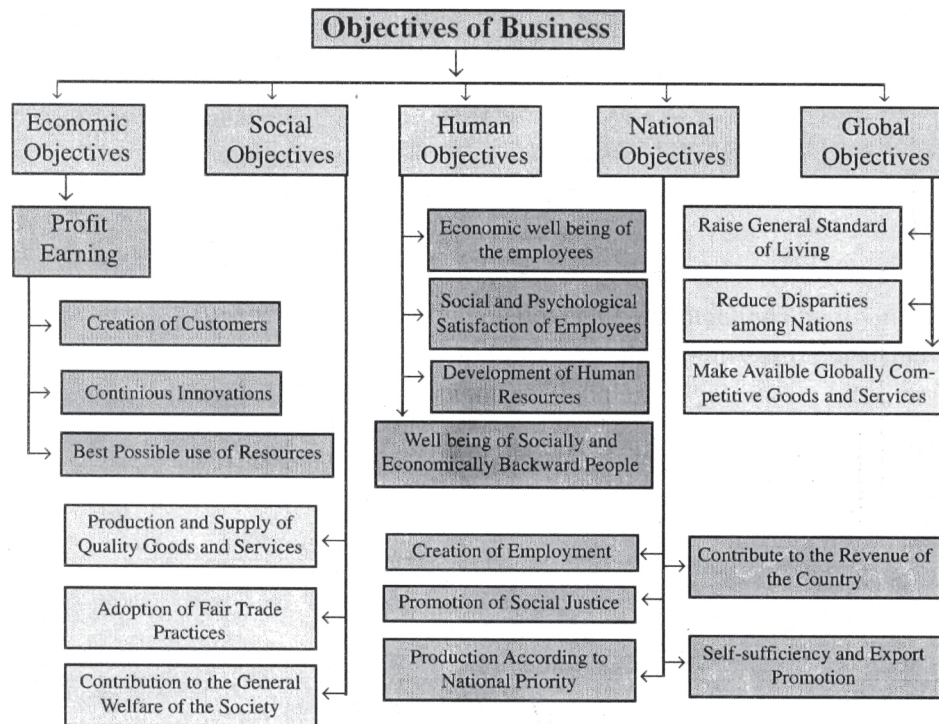 Objectives of Business
Economic
Objectives
Social
Objectives
Human
Objectives
National
Objectives
Global
Objectives
Profit
Earning
Creation of Customers
Continious Innovations
Best Possible use of Resources
Production and Supply of
Quality Goods and Services
Adoption of Fair Trade
Practices
Contribution to the General
Welfare of the Society
Economic well being of
the employees
Social and Psychological
Satisfaction of Employees
Development of Human
Resources
Well being of Socially and
Economically Backward People
Creation of Employment
Promotion of Social Justice
Production According to
National Priority
Contribute to the Revenue of
the Country
Self-sufficiency and Export
Promotion
Raise General Standard
of Living
Reduce Disparities
among Nations
Make Availble Globally Com-
petitive Goods and Services